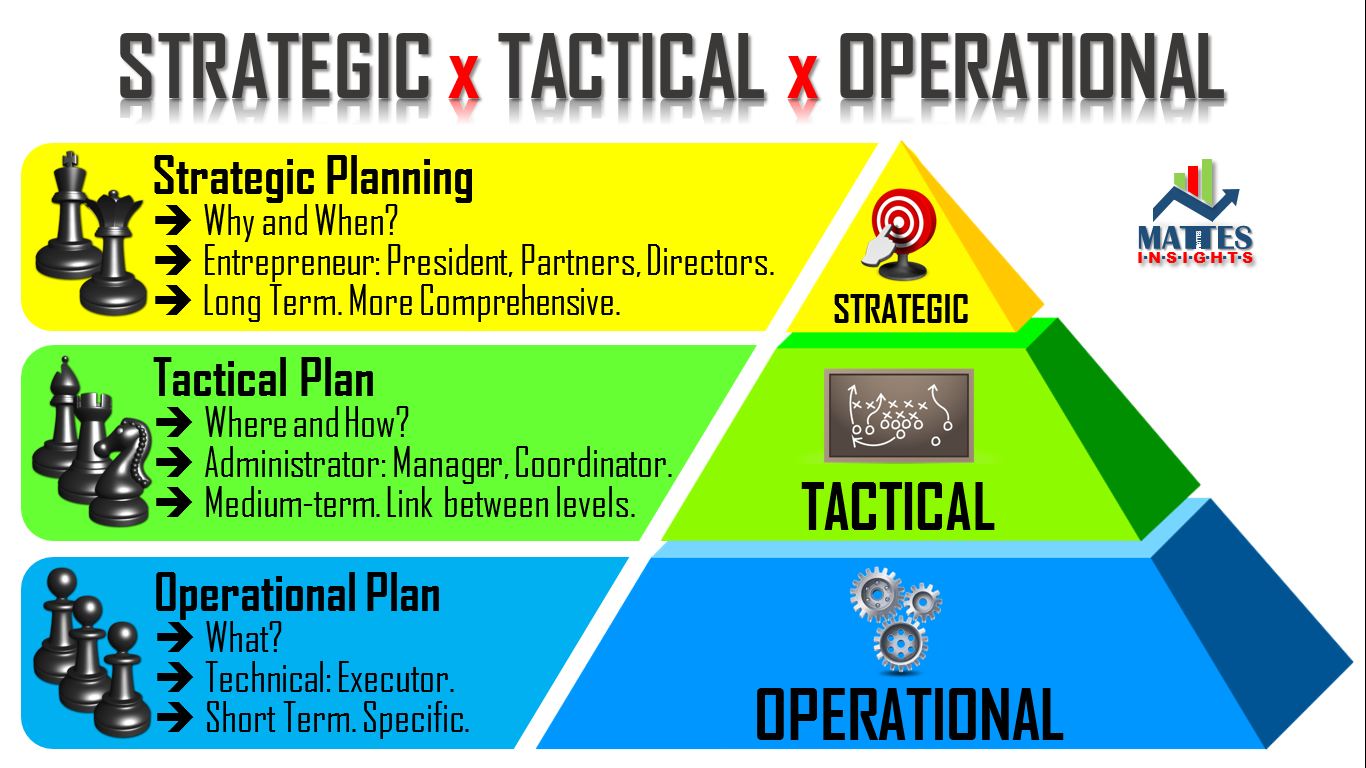 STRATEGIC x TACTICAL x OPERATIONAL
Strategic Planning
➔ Why and When?
➔ Entrepreneur: President, Partners, Directors.
➔ Long Term. More Comprehensive.
STRATEGIC
MATTES
INSIGHTS
Tactical Plan
➔ Where and How?
➔ Administrator: Manager, Coordinator.
➔ Medium-term. Link between levels.
TACTICAL
Operational Plan
➔ What?
➔ Technical: Executor.
➔ Short Term. Specific.
OPERATIONAL